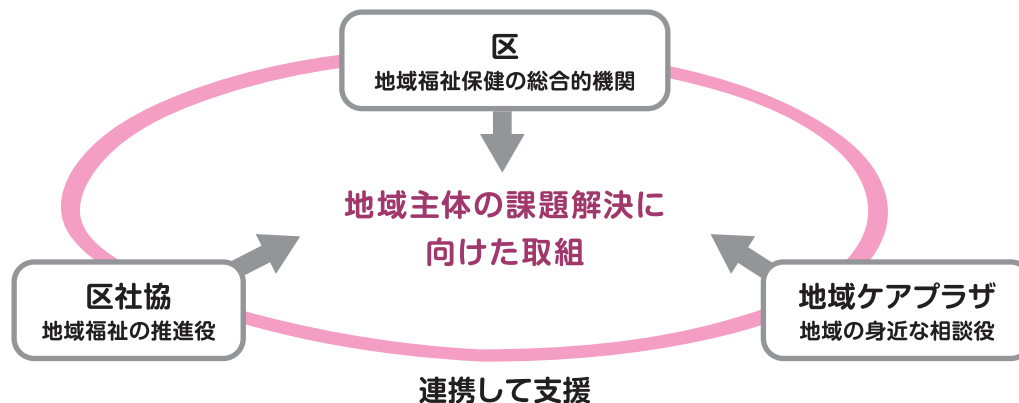 区
地域福祉保健の総合的機関
地域主体の課題解決に
向けた取組
区社協
地域福祉の推進役
地域ケアプラザ
地域の身近な相談役
連携して支援